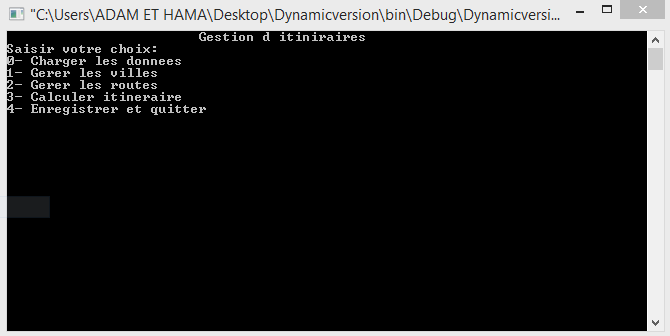 "C:\Users\ADAM ET HAMA\Desktop\Dynamicversion\bin\Debug\Dynamicversi...
Gestion d itiniraires
Saisir votre choix:
0- Charger les donnees
1- Gerer les villes
2- Gerer les routes
3- Calculer itineraire
4- Enregistrer et quitter